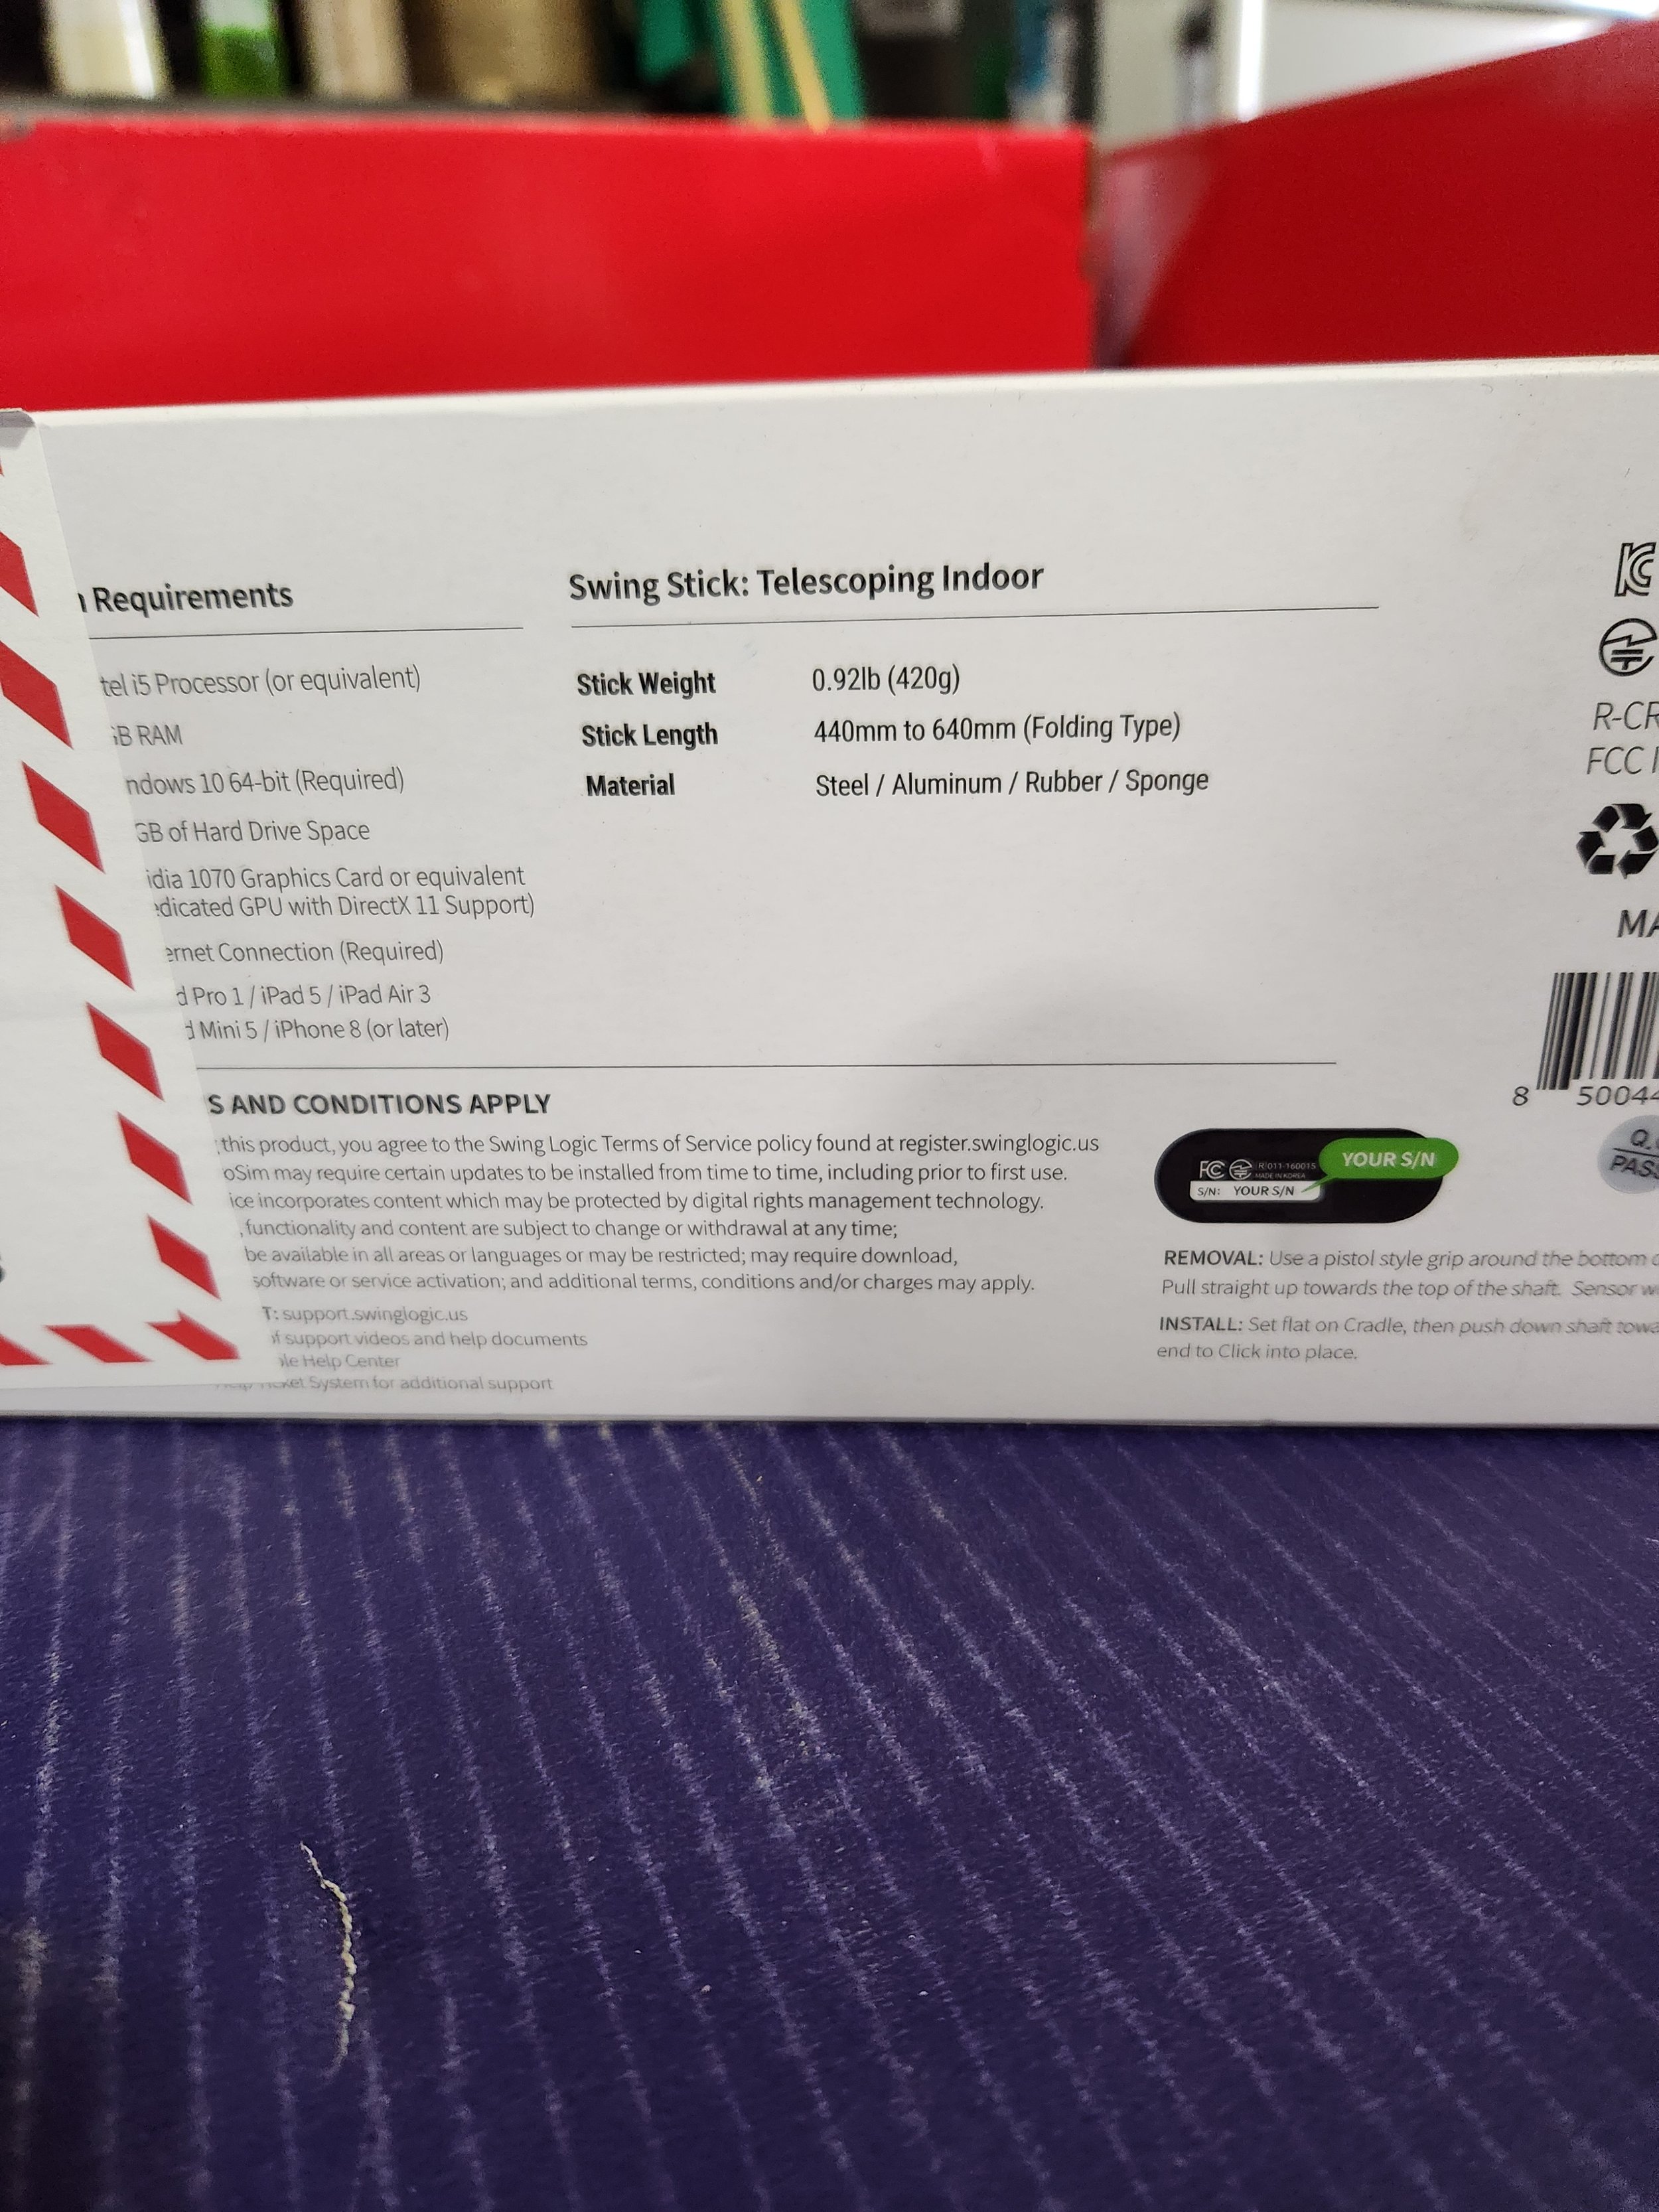 Requirements
i5 Processor (or equivalent)
RAM
10 64-bit (Required)
GB of Hard Drive Space
1070 Graphics Card or equivalent
GPU with DirectX 11 Support)
Connection (Required)
Pro 1 / iPad 5 / iPad Air 3
Mini 5 / iPhone 8 (or later)
Swing Stick: Telescoping Indoor
Stick Weight 0.92lb (420g)
Stick Length 440mm to 640mm (Folding Type)
Material Steel / Aluminum / Rubber / Sponge
S AND CONDITIONS APPLY
this product, you agree to the Swing Logic Terms of Service policy found at register.swinglogic.us
oSim may require certain updates to be installed from time to time, including prior to first use.
ice incorporates content which may be protected by digital rights management technology.
, functionality and content are subject to change or withdrawal at any time;
be available in all areas or languages or may be restricted; may require download,
software or service activation; and additional terms, conditions and/or charges may apply.
T: support.swinglogic.us
support videos and help documents
Help Center
System for additional support
R-CR
FCC I
MA
8 50044
Q.
PAS
FC R 011-160015
MADE IN KOREA
S/N: YOUR S/N
YOUR S/N
REMOVAL: Use a pistol style grip around the bottom
Pull straight up towards the top of the shaft. Sensor
INSTALL: Set flat on Cradle, then push down shaft
end to Click into place.